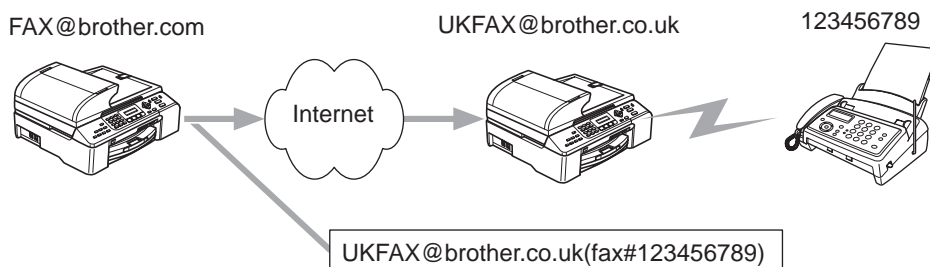 FAX@brother.com
UKFAX@brother.co.uk
123456789
Internet
UKFAX@brother.co.uk(fax#123456789)